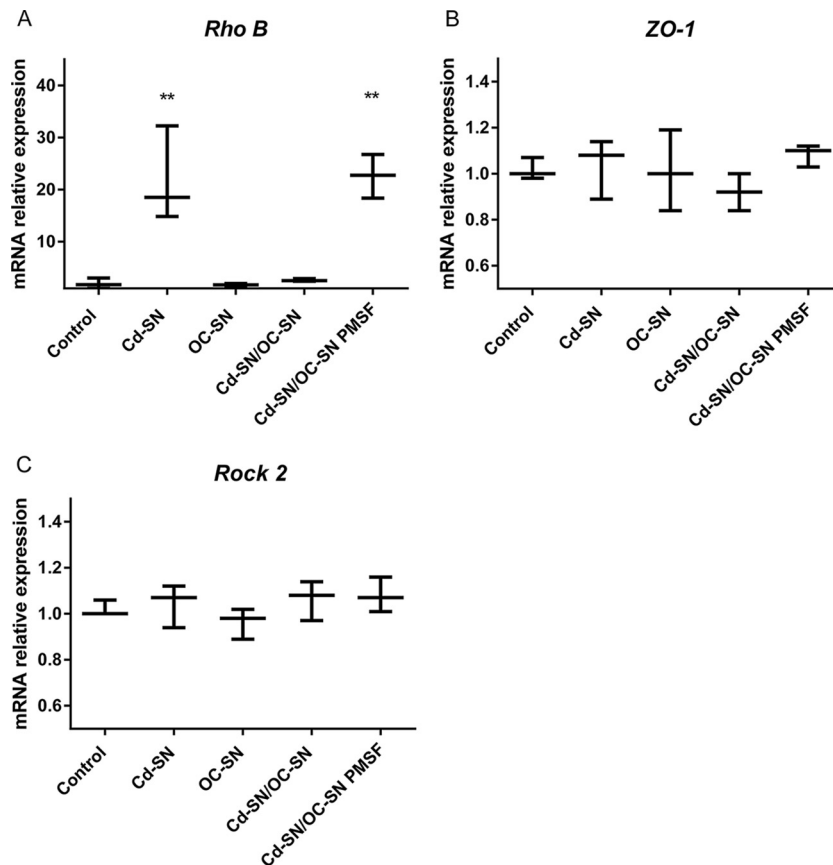 A
Rho B
mRNA relative expression
40
30
20
10
**
**
Control
Cd-SN
OC-SN
Cd-SN/OC-SN
Cd-SN/OC-SN PMSF
B
ZO-1
mRNA relative expression
1.4
1.2
1.0
0.8
0.6
Control
Cd-SN
OC-SN
Cd-SN/OC-SN
Cd-SN/OC-SN PMSF
C
Rock 2
mRNA relative expression
1.4
1.2
1.0
0.8
0.6
Control
Cd-SN
OC-SN
Cd-SN/OC-SN
Cd-SN/OC-SN PMSF